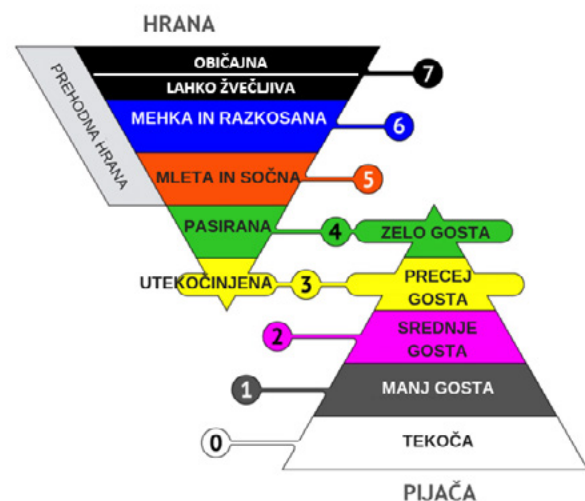 HRANA
OBIČAJNA
7
LAHKO ŽVEČLJIVA
PREHODNA HRANA
MEHKA IN RAZKOSANA
6
MLETA IN SOČNA
5
PASIRANA
4
ZELO GOSTA
UTEKOČINJENA
3
PRECEJ
GOSTA
2
SREDNJE
GOSTA
1
MANJ GOSTA
0
TEKOČA
PIJAČA